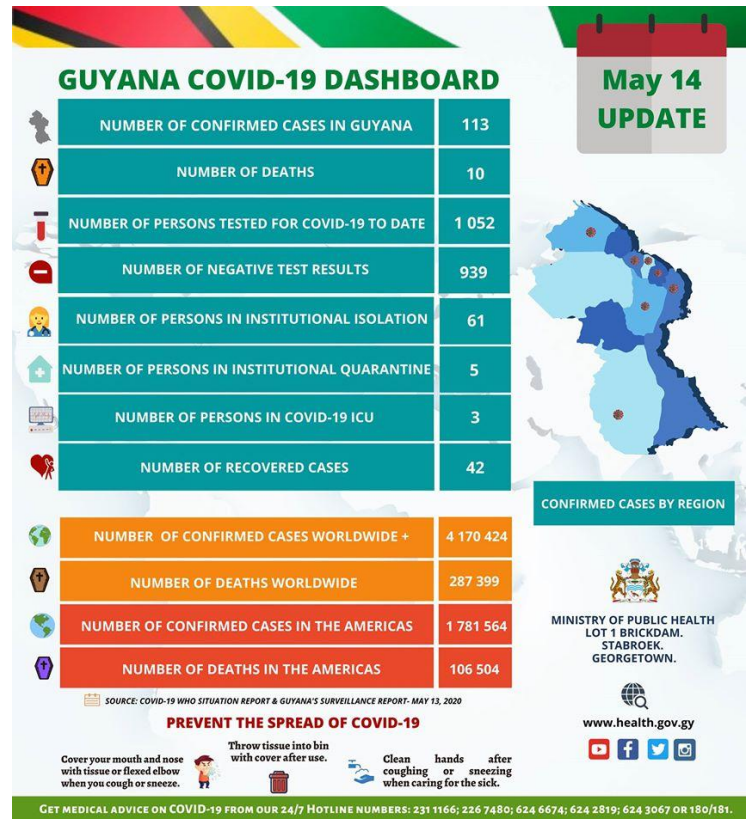 GUYANA COVID-19 DASHBOARD
May 14
UPDATE
NUMBER OF CONFIRMED CASES IN GUYANA 113
NUMBER OF DEATHS 10
NUMBER OF PERSONS TESTED FOR COVID-19 TO DATE 1 052
NUMBER OF NEGATIVE TEST RESULTS 939
NUMBER OF PERSONS IN INSTITUTIONAL ISOLATION 61
NUMBER OF PERSONS IN INSTITUTIONAL QUARANTINE 5
NUMBER OF PERSONS IN COVID-19 ICU 3
NUMBER OF RECOVERED CASES 42
NUMBER OF CONFIRMED CASES WORLDWIDE + 4 170 424
NUMBER OF DEATHS WORLDWIDE 287 399
NUMBER OF CONFIRMED CASES IN THE AMERICAS 1 781 564
NUMBER OF DEATHS IN THE AMERICAS 106 504
SOURCE: COVID-19 WHO SITUATION REPORT & GUYANA'S SURVEILLANCE REPORT- MAY 13, 2020
CONFIRMED CASES BY REGION
MINISTRY OF PUBLIC HEALTH
LOT 1 BRICKDAM.
STABROEK.
GEORGETOWN.
www.health.gov.gy
PREVENT THE SPREAD OF COVID-19
Cover your mouth and nose
with tissue or flexed elbow
when you cough or sneeze.
Throw tissue into bin
with cover after use.
Clean hands after
coughing or sneezing
when caring for the sick.
GET MEDICAL ADVICE ON COVID-19 FROM OUR 24/7 HOTLINE NUMBERS: 231 1166; 226 7480; 624 6674; 624 2819; 624 3067 OR 180/181.